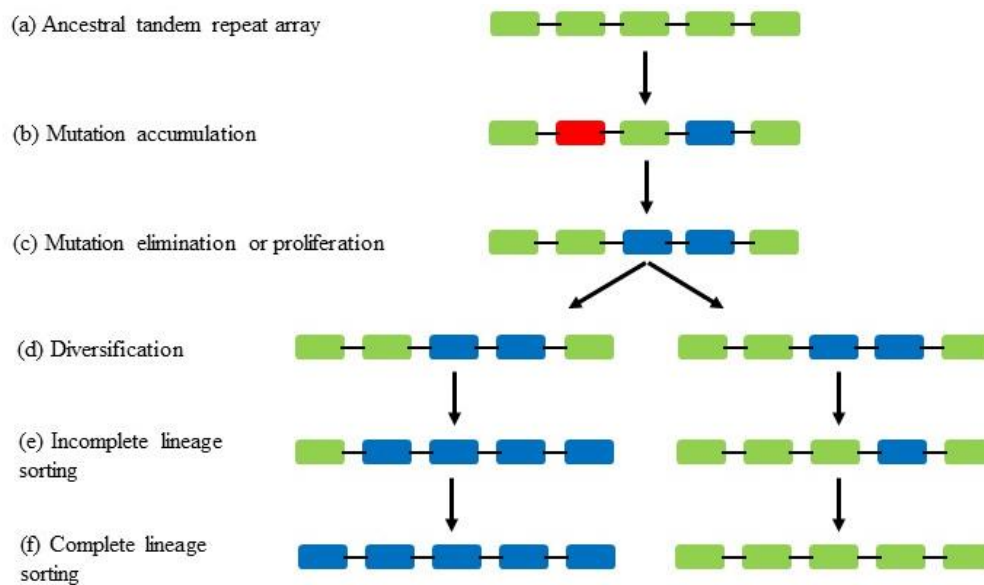 (a) Ancestral tandem repeat array
(b) Mutation accumulation
(c) Mutation elimination or proliferation
(d) Diversification
(e) Incomplete lineage
sorting
(f) Complete lineage
sorting